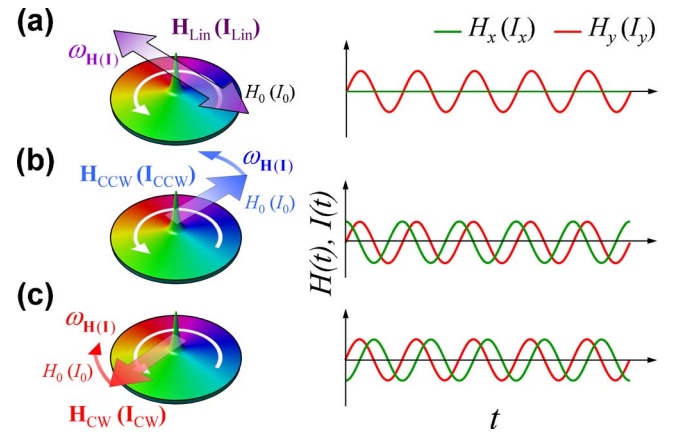 (a)
H_Lin (I_Lin)
ω_H(I)
H_0 (I_0)
H_x (I_x)
H_y (I_y)
(b)
ω_H(I)
H_CCW (I_CCW)
H_0 (I_0)
(c)
ω_H(I)
H_0 (I_0)
H_CW (I_CW)
H(t), I(t)
t